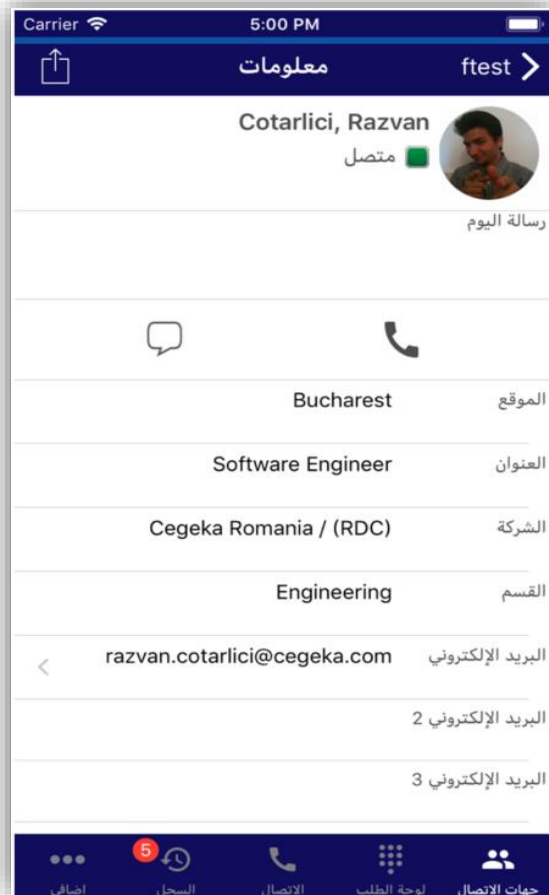 Carrier 5:00 PM
ftest معلومات
Cotarlici, Razvan
متصل
رسالة اليوم
الموقع Bucharest
العنوان Software Engineer
الشركة Cegeka Romania / (RDC)
القسم Engineering
البريد الإلكتروني razvan.cotarlici@cegeka.com
البريد الإلكتروني 2
البريد الإلكتروني 3
5
جهات الاتصال لوحة الطلب الاتصال السجل اضافي